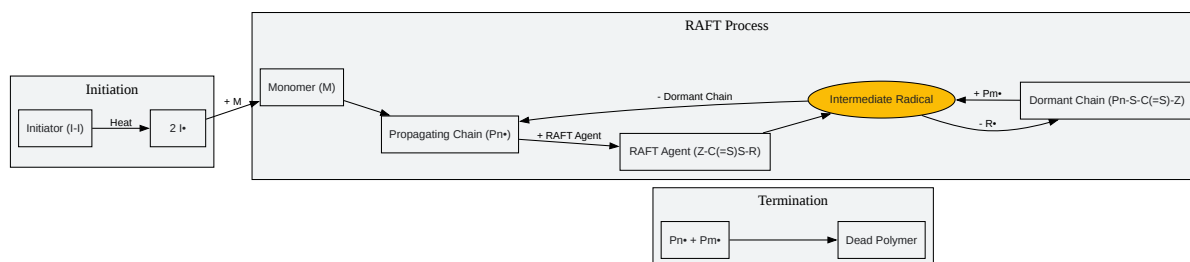 RAFT Process
Initiation
Initiator (I-I)
Heat
2 I•
+ M
Monomer (M)
Propagating Chain (Pn•)
- Dormant Chain
+ RAFT Agent
RAFT Agent (Z-C(=S)S-R)
Intermediate Radical
+ Pm•
- R•
Dormant Chain (Pn-S-C(=S)-Z)
Termination
Pn• + Pm•
Dead Polymer